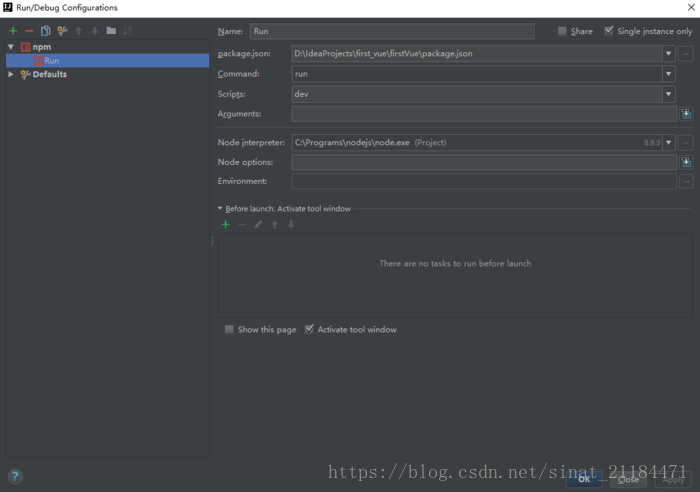 Run/Debug Configurations
Name: Run
Share
Single instance only
npm
Run
Defaults
package.json: D:\IdeaProjects\first_vue\firstVue\package.json
Command: run
Scripts: dev
Arguments:
Node interpreter: C:\Programs\nodejs\node.exe (Project) 8.9.3
Node options:
Environment:
Before launch: Activate tool window
There are no tasks to run before launch
Show this page
Activate tool window
https://blog.csdn.net/sinat_21184471
OK
Close
Apply